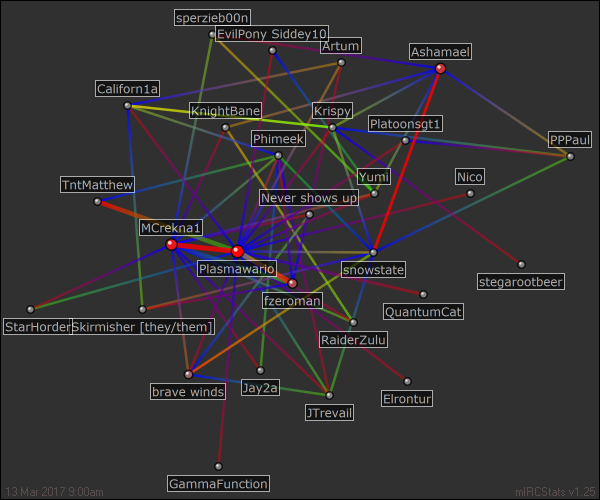 sperzieb00n
EvilPony Siddey10
Artum
Ashamael
Californ1a
KnightBane
Krispy
Platoonsgt1
Phimeek
PPPaul
TntMatthew
Yumi
Nico
Never shows up
MCrekna1
Plasmawario
snowstate
stegarootbeer
fzeroman
QuantumCat
StarHorder
Skirmisher [they/them]
RaiderZulu
brave winds
Jay2a
Elrontur
JTrevail
GammaFunction
13 Mar 2017 9:00am
mIRCStats v1.25